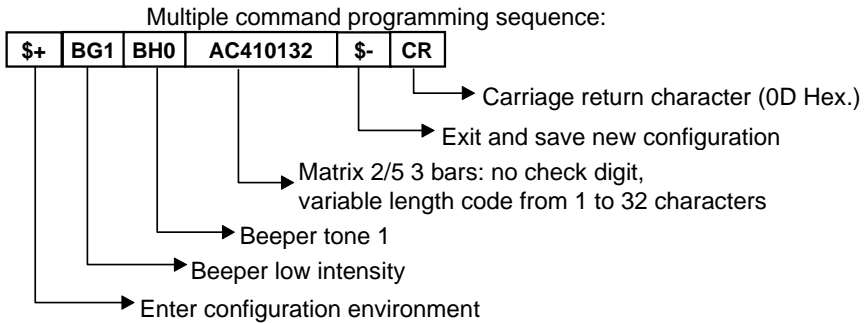 Multiple command programming sequence:
$+ BG1 BH0 AC410132 $- CR
Carriage return character (0D Hex.)
Exit and save new configuration
Matrix 2/5 3 bars: no check digit,
variable length code from 1 to 32 characters
Beeper tone 1
Beeper low intensity
Enter configuration environment